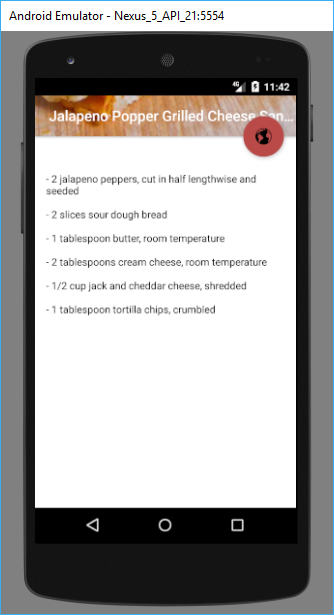 Android Emulator - Nexus_5_API_21:5554
4G 11:42
Jalapeno Popper Grilled Cheese San...
- 2 jalapeno peppers, cut in half lengthwise and
seeded
- 2 slices sour dough bread
- 1 tablespoon butter, room temperature
- 2 tablespoons cream cheese, room temperature
- 1/2 cup jack and cheddar cheese, shredded
- 1 tablespoon tortilla chips, crumbled